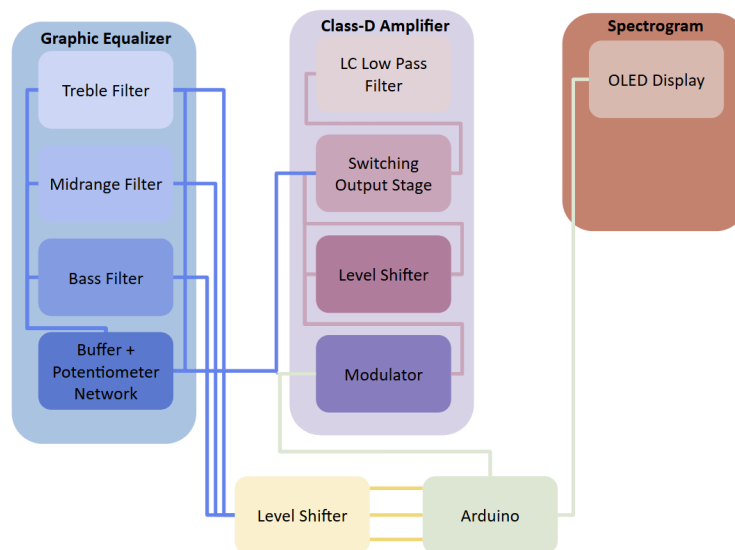 Graphic Equalizer
Treble Filter
Midrange Filter
Bass Filter
Buffer +
Potentiometer
Network
Class-D Amplifier
LC Low Pass
Filter
Switching
Output Stage
Level Shifter
Modulator
Spectrogram
OLED Display
Level Shifter
Arduino